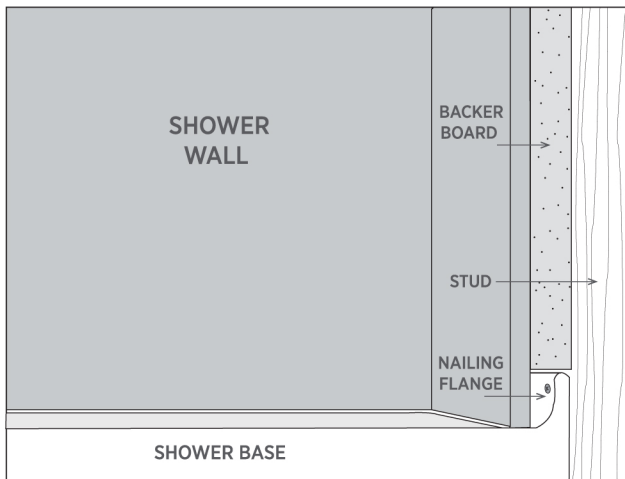 SHOWER
WALL
BACKER
BOARD
STUD
NAILING
FLANGE
SHOWER BASE